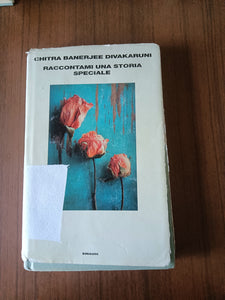 CHITRA BANERJEE DIVAKARUNI
RACCONTAMI UNA STORIA
SPECIALE
EINAUDI